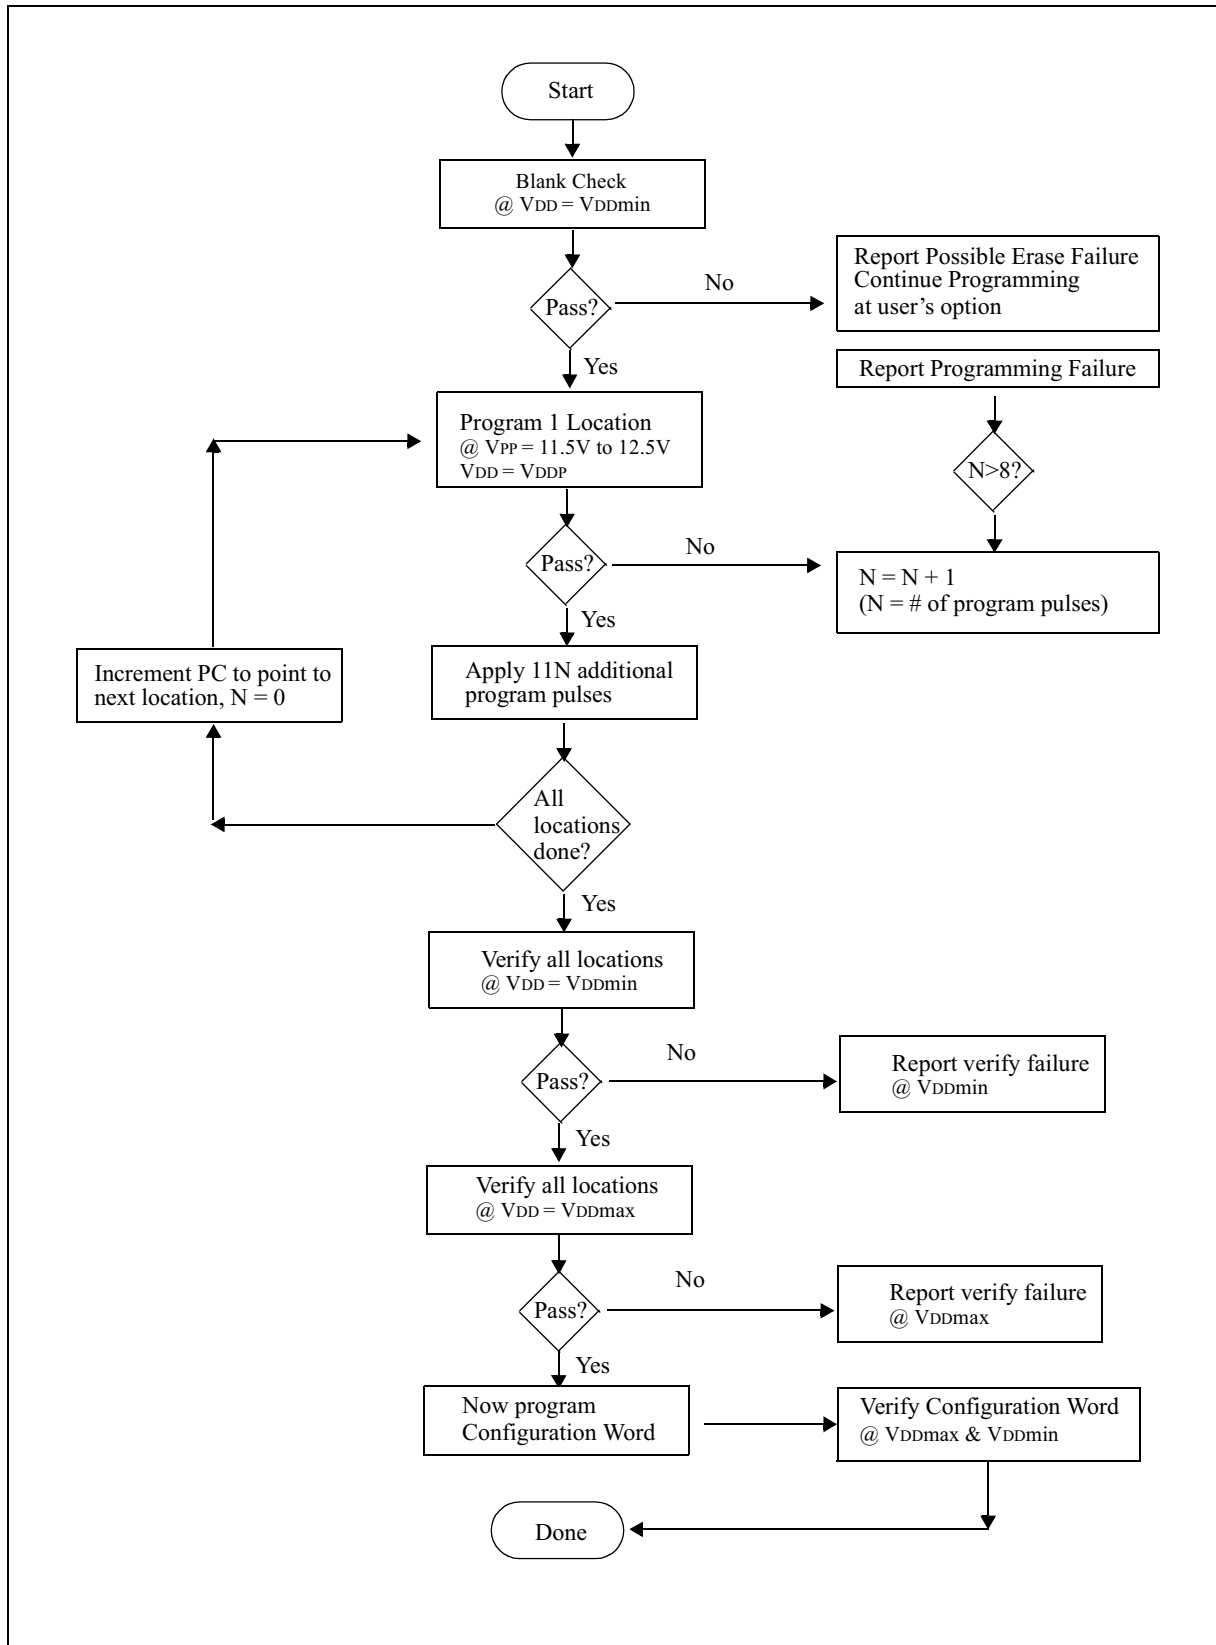 Start
Blank Check
@ VDD = VDDmin
Pass?
No
Report Possible Erase Failure
Continue Programming
at user’s option
Yes
Report Programming Failure
Program 1 Location
@ VPP = 11.5V to 12.5V
VDD = VDDP
N>8?
Pass?
No
N = N + 1
(N = # of program pulses)
Yes
Increment PC to point to
next location, N = 0
Apply 11N additional
program pulses
All
locations
done?
Yes
Verify all locations
@ VDD = VDDmin
Pass?
No
Report verify failure
@ VDDmin
Yes
Verify all locations
@ VDD = VDDmax
Pass?
No
Report verify failure
@ VDDmax
Yes
Now program
Configuration Word
Verify Configuration Word
@ VDDmax & VDDmin
Done